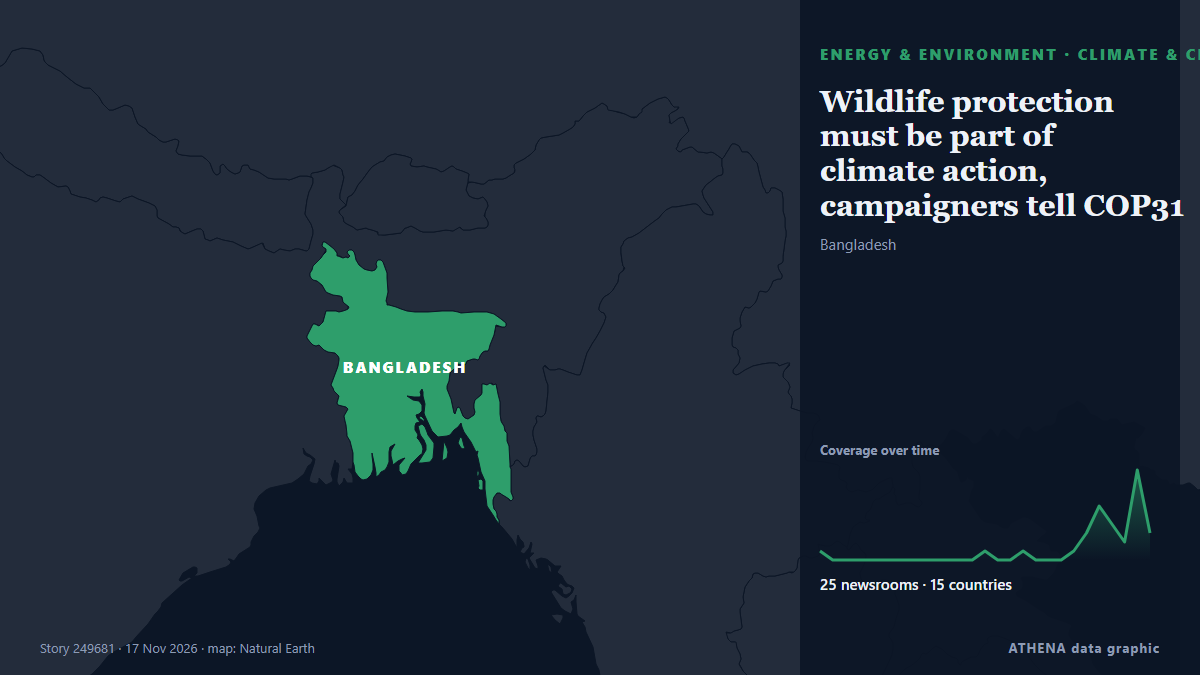 ENERGY & ENVIRONMENT · CLIMATE &
Wildlife protection
must be part of
climate action,
campaigners tell COP31
Bangladesh
BANGLADESH
Coverage over time
25 newsrooms · 15 countries
Story 249681 · 17 Nov 2026 · map: Natural Earth
ATHENA data graphic